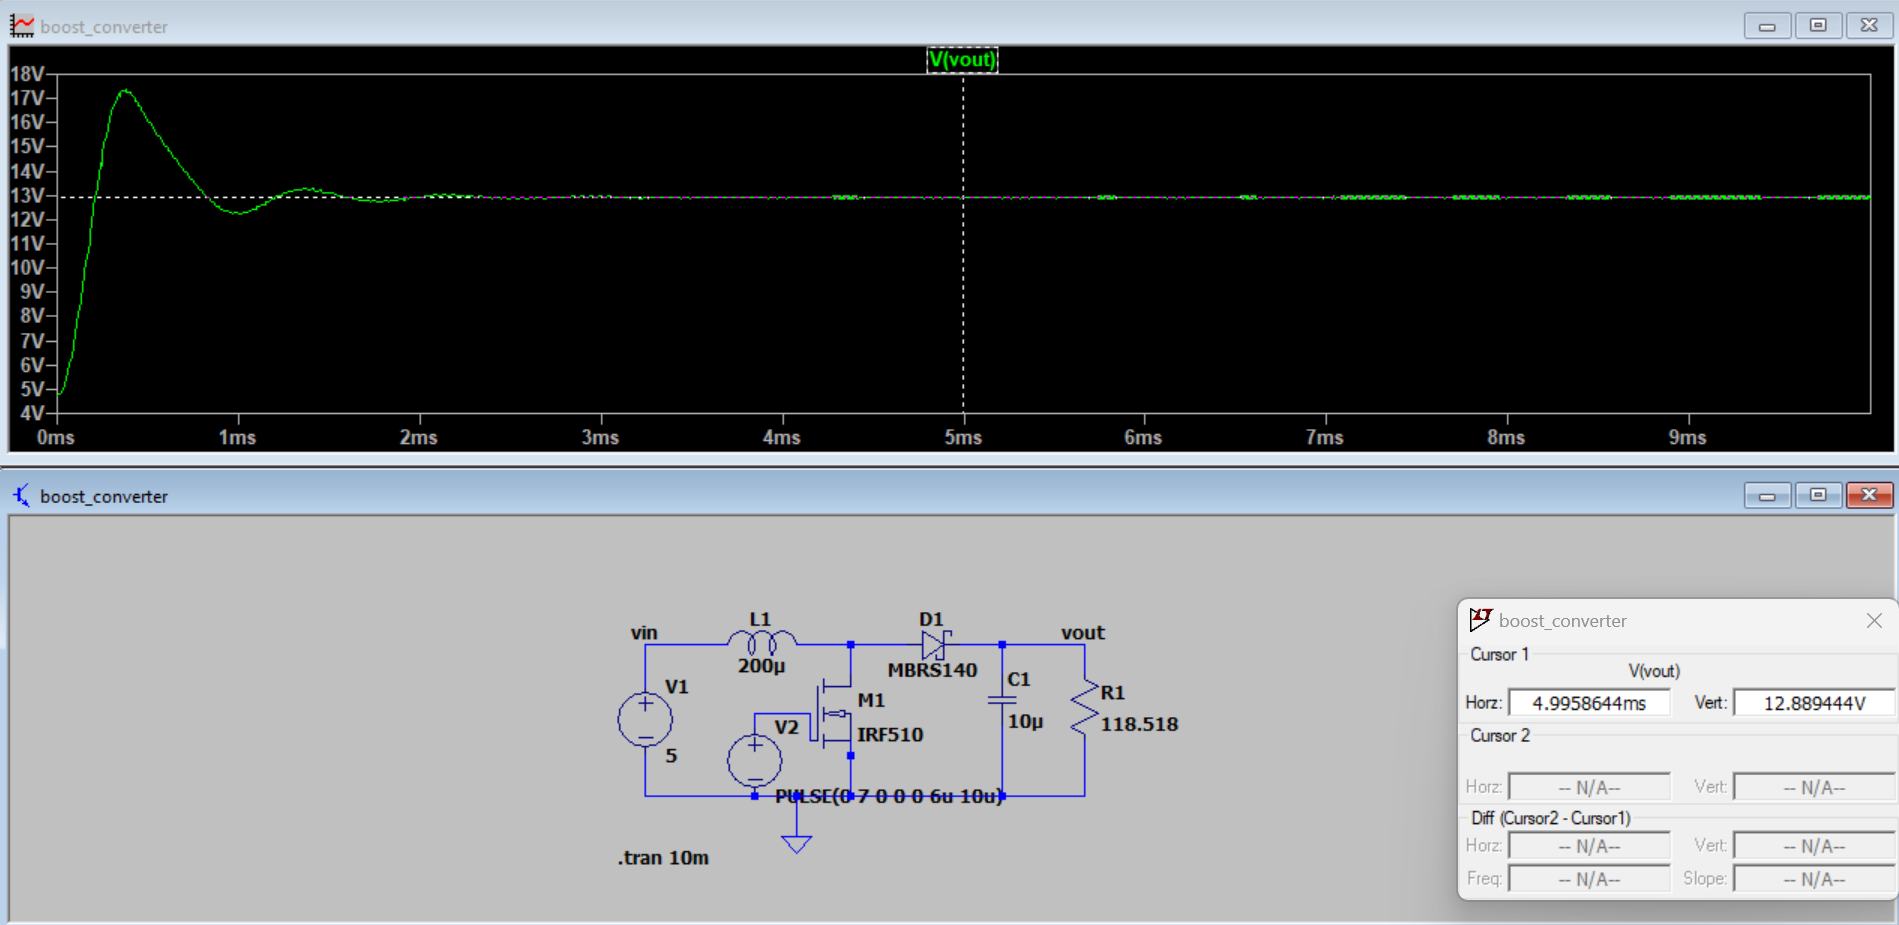 boost_converter
V(vout)
18V
17V
16V
15V
14V
13V
12V
11V
10V
9V
8V
7V
6V
5V
4V
0ms 1ms 2ms 3ms 4ms 5ms 6ms 7ms 8ms 9ms
boost_converter
vin
L1
200µ
D1
MBRS140
vout
V1
5
V2
M1
IRF510
C1
10µ
R1
118.518
PULSE(0 7 0 0 0 6u 10u)
.tran 10m
boost_converter
Cursor 1
V(vout)
Horz: 4.9958644ms Vert: 12.889444V
Cursor 2
Horz: -- N/A-- Vert: -- N/A--
Diff (Cursor2 - Cursor1)
Horz: -- N/A-- Vert: -- N/A--
Freq: -- N/A-- Slope: -- N/A--